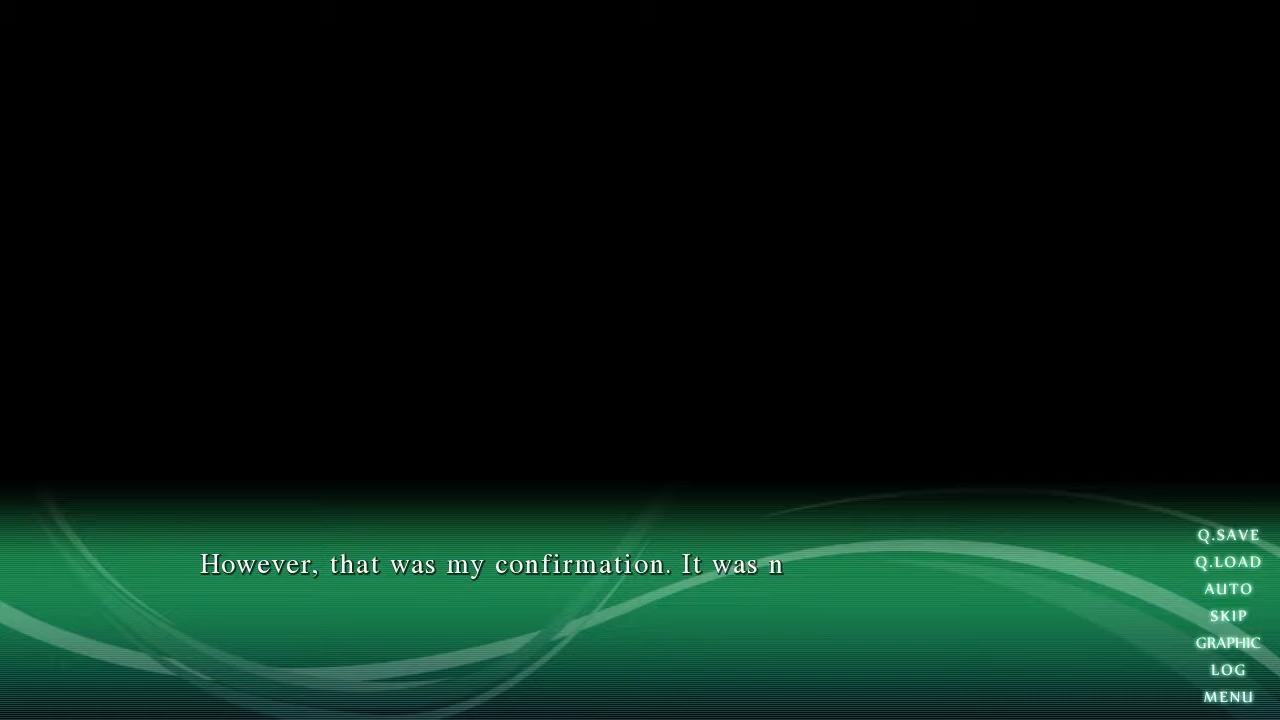 However, that was my confirmation. It was n
Q.SAVE
Q.LOAD
AUTO
SKIP
GRAPHIC
LOG
MENU